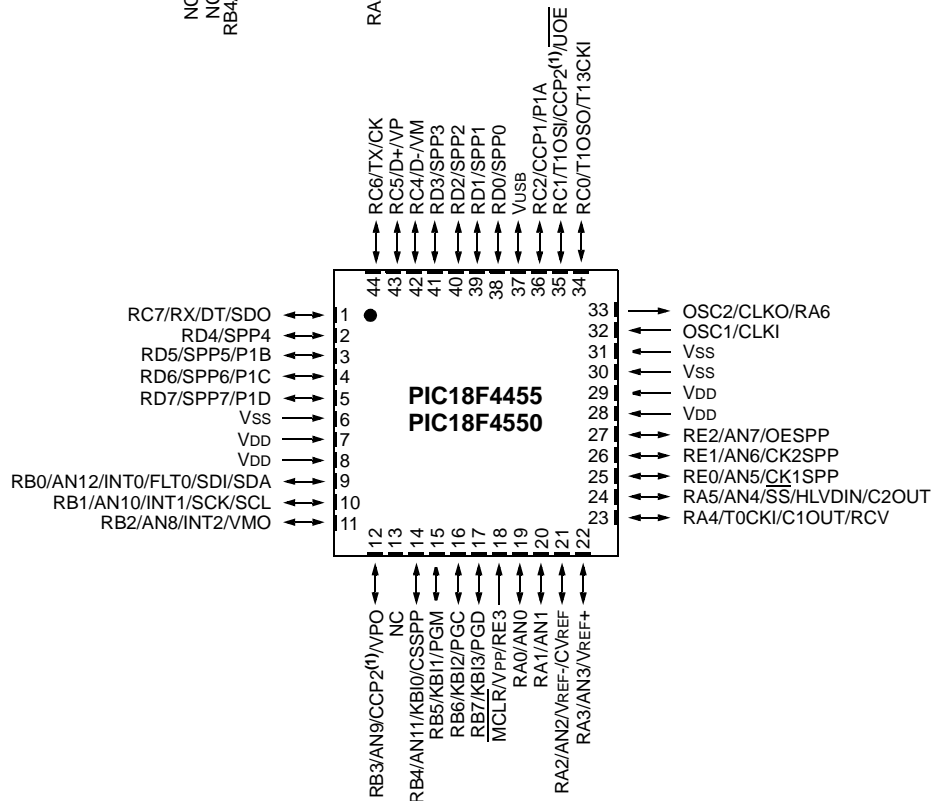 NC
NC
RB4
RA
RC6/TX/CK
RC5/D+/VP
RC4/D-/VM
RD3/SPP3
RD2/SPP2
RD1/SPP1
RD0/SPP0
VUSB
RC2/CCP1/P1A
RC1/T1OSI/CCP2(1)/UOE
RC0/T1OSO/T13CKI
44
43
42
41
40
39
38
37
36
35
34
RC7/RX/DT/SDO 1
RD4/SPP4 2
RD5/SPP5/P1B 3
RD6/SPP6/P1C 4
RD7/SPP7/P1D 5
VSS 6
VDD 7
VDD 8
RB0/AN12/INT0/FLT0/SDI/SDA 9
RB1/AN10/INT1/SCK/SCL 10
RB2/AN8/INT2/VMO 11
PIC18F4455
PIC18F4550
33 OSC2/CLKO/RA6
32 OSC1/CLKI
31 VSS
30 VSS
29 VDD
28 VDD
27 RE2/AN7/OESPP
26 RE1/AN6/CK2SPP
25 RE0/AN5/CK1SPP
24 RA5/AN4/SS/HLVDIN/C2OUT
23 RA4/T0CKI/C1OUT/RCV
12
13
14
15
16
17
18
19
20
21
22
RB3/AN9/CCP2(1)/VPO
NC
RB4/AN11/KBI0/CSSPP
RB5/KBI1/PGM
RB6/KBI2/PGC
RB7/KBI3/PGD
MCLR/VPP/RE3
RA0/AN0
RA1/AN1
RA2/AN2/VREF-/CVREF
RA3/AN3/VREF+